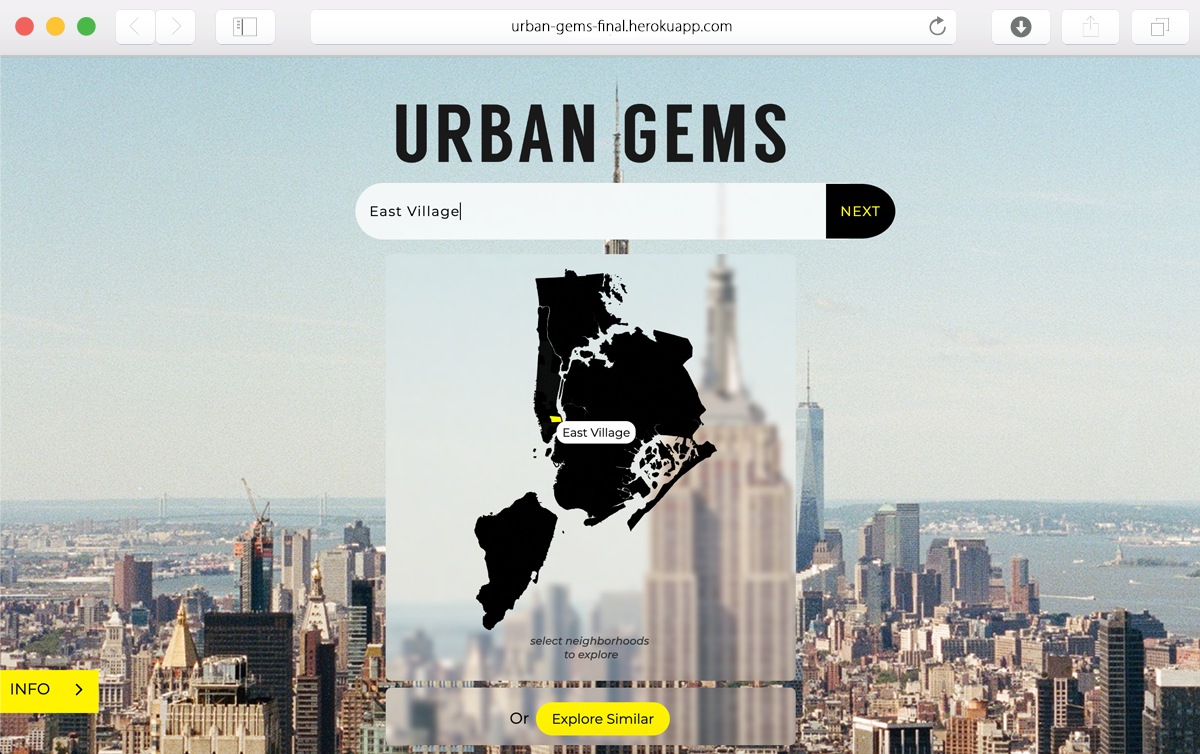 urban-gems-final.herokuapp.com
URBAN GEMS
East Village
NEXT
East Village
select neighborhoods
to explore
INFO
Or Explore Similar